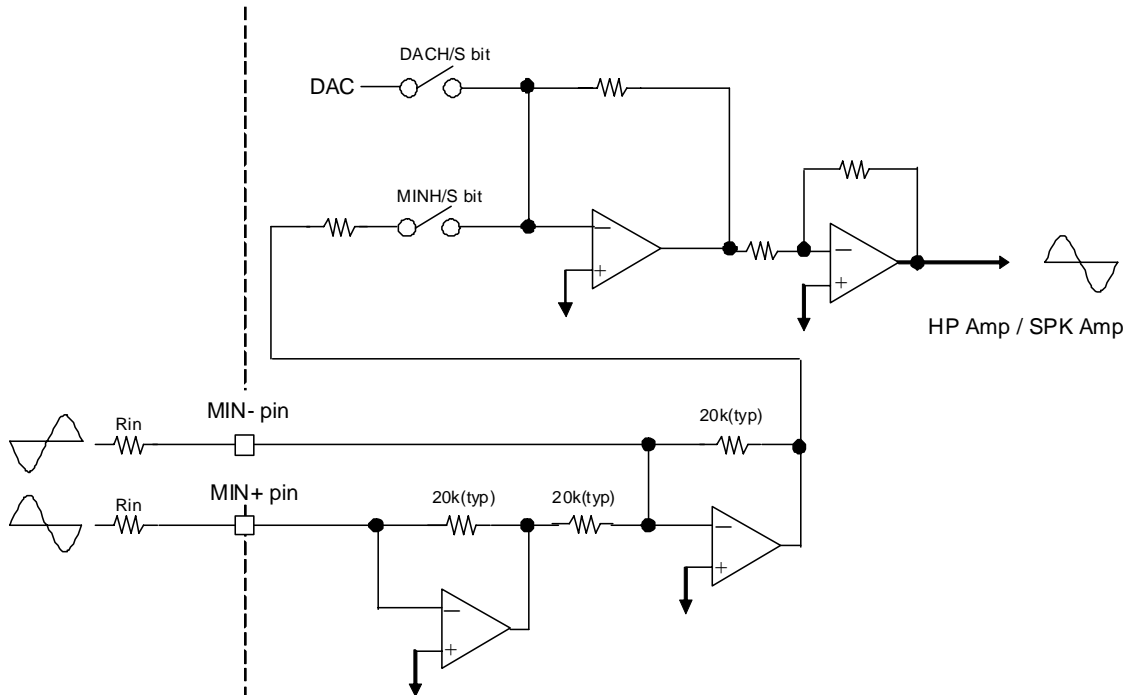 DACH/S bit
DAC
MINH/S bit
−
+
−
+
HP Amp / SPK Amp
MIN- pin
Rin
20k(typ)
MIN+ pin
Rin
20k(typ)
20k(typ)
−
+
−
+